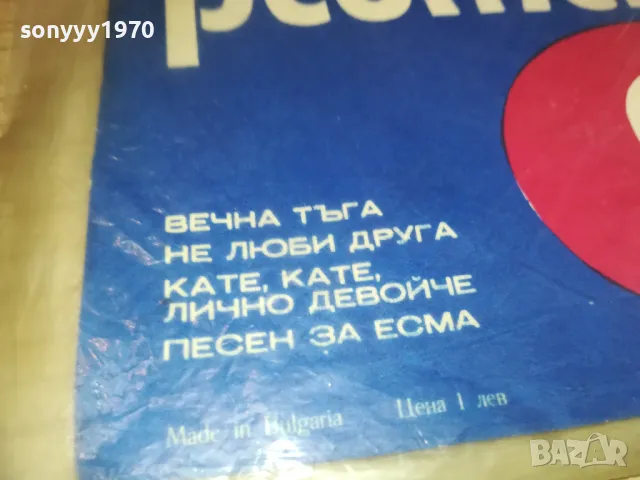 sonyyy1970
ВЕЧНА ТЪГА
НЕ ЛЮБИ ДРУГА
КАТЕ, КАТЕ,
ЛИЧНО ДЕВОЙЧЕ
ПЕСЕН ЗА ЕСМА
Made in Bulgaria Цена 1 лев
BAZAR